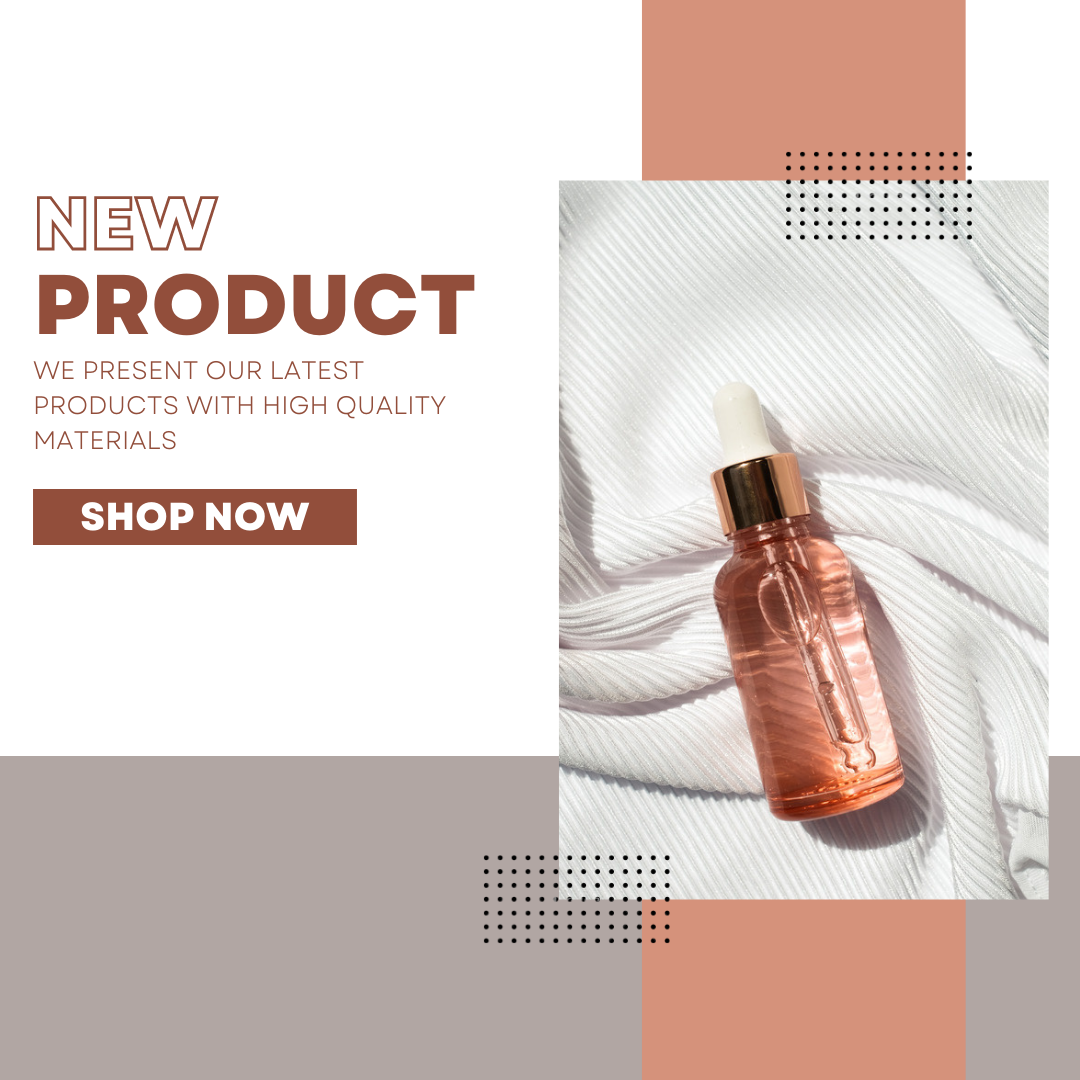 NEW
PRODUCT
WE PRESENT OUR LATEST
PRODUCTS WITH HIGH QUALITY
MATERIALS
SHOP NOW